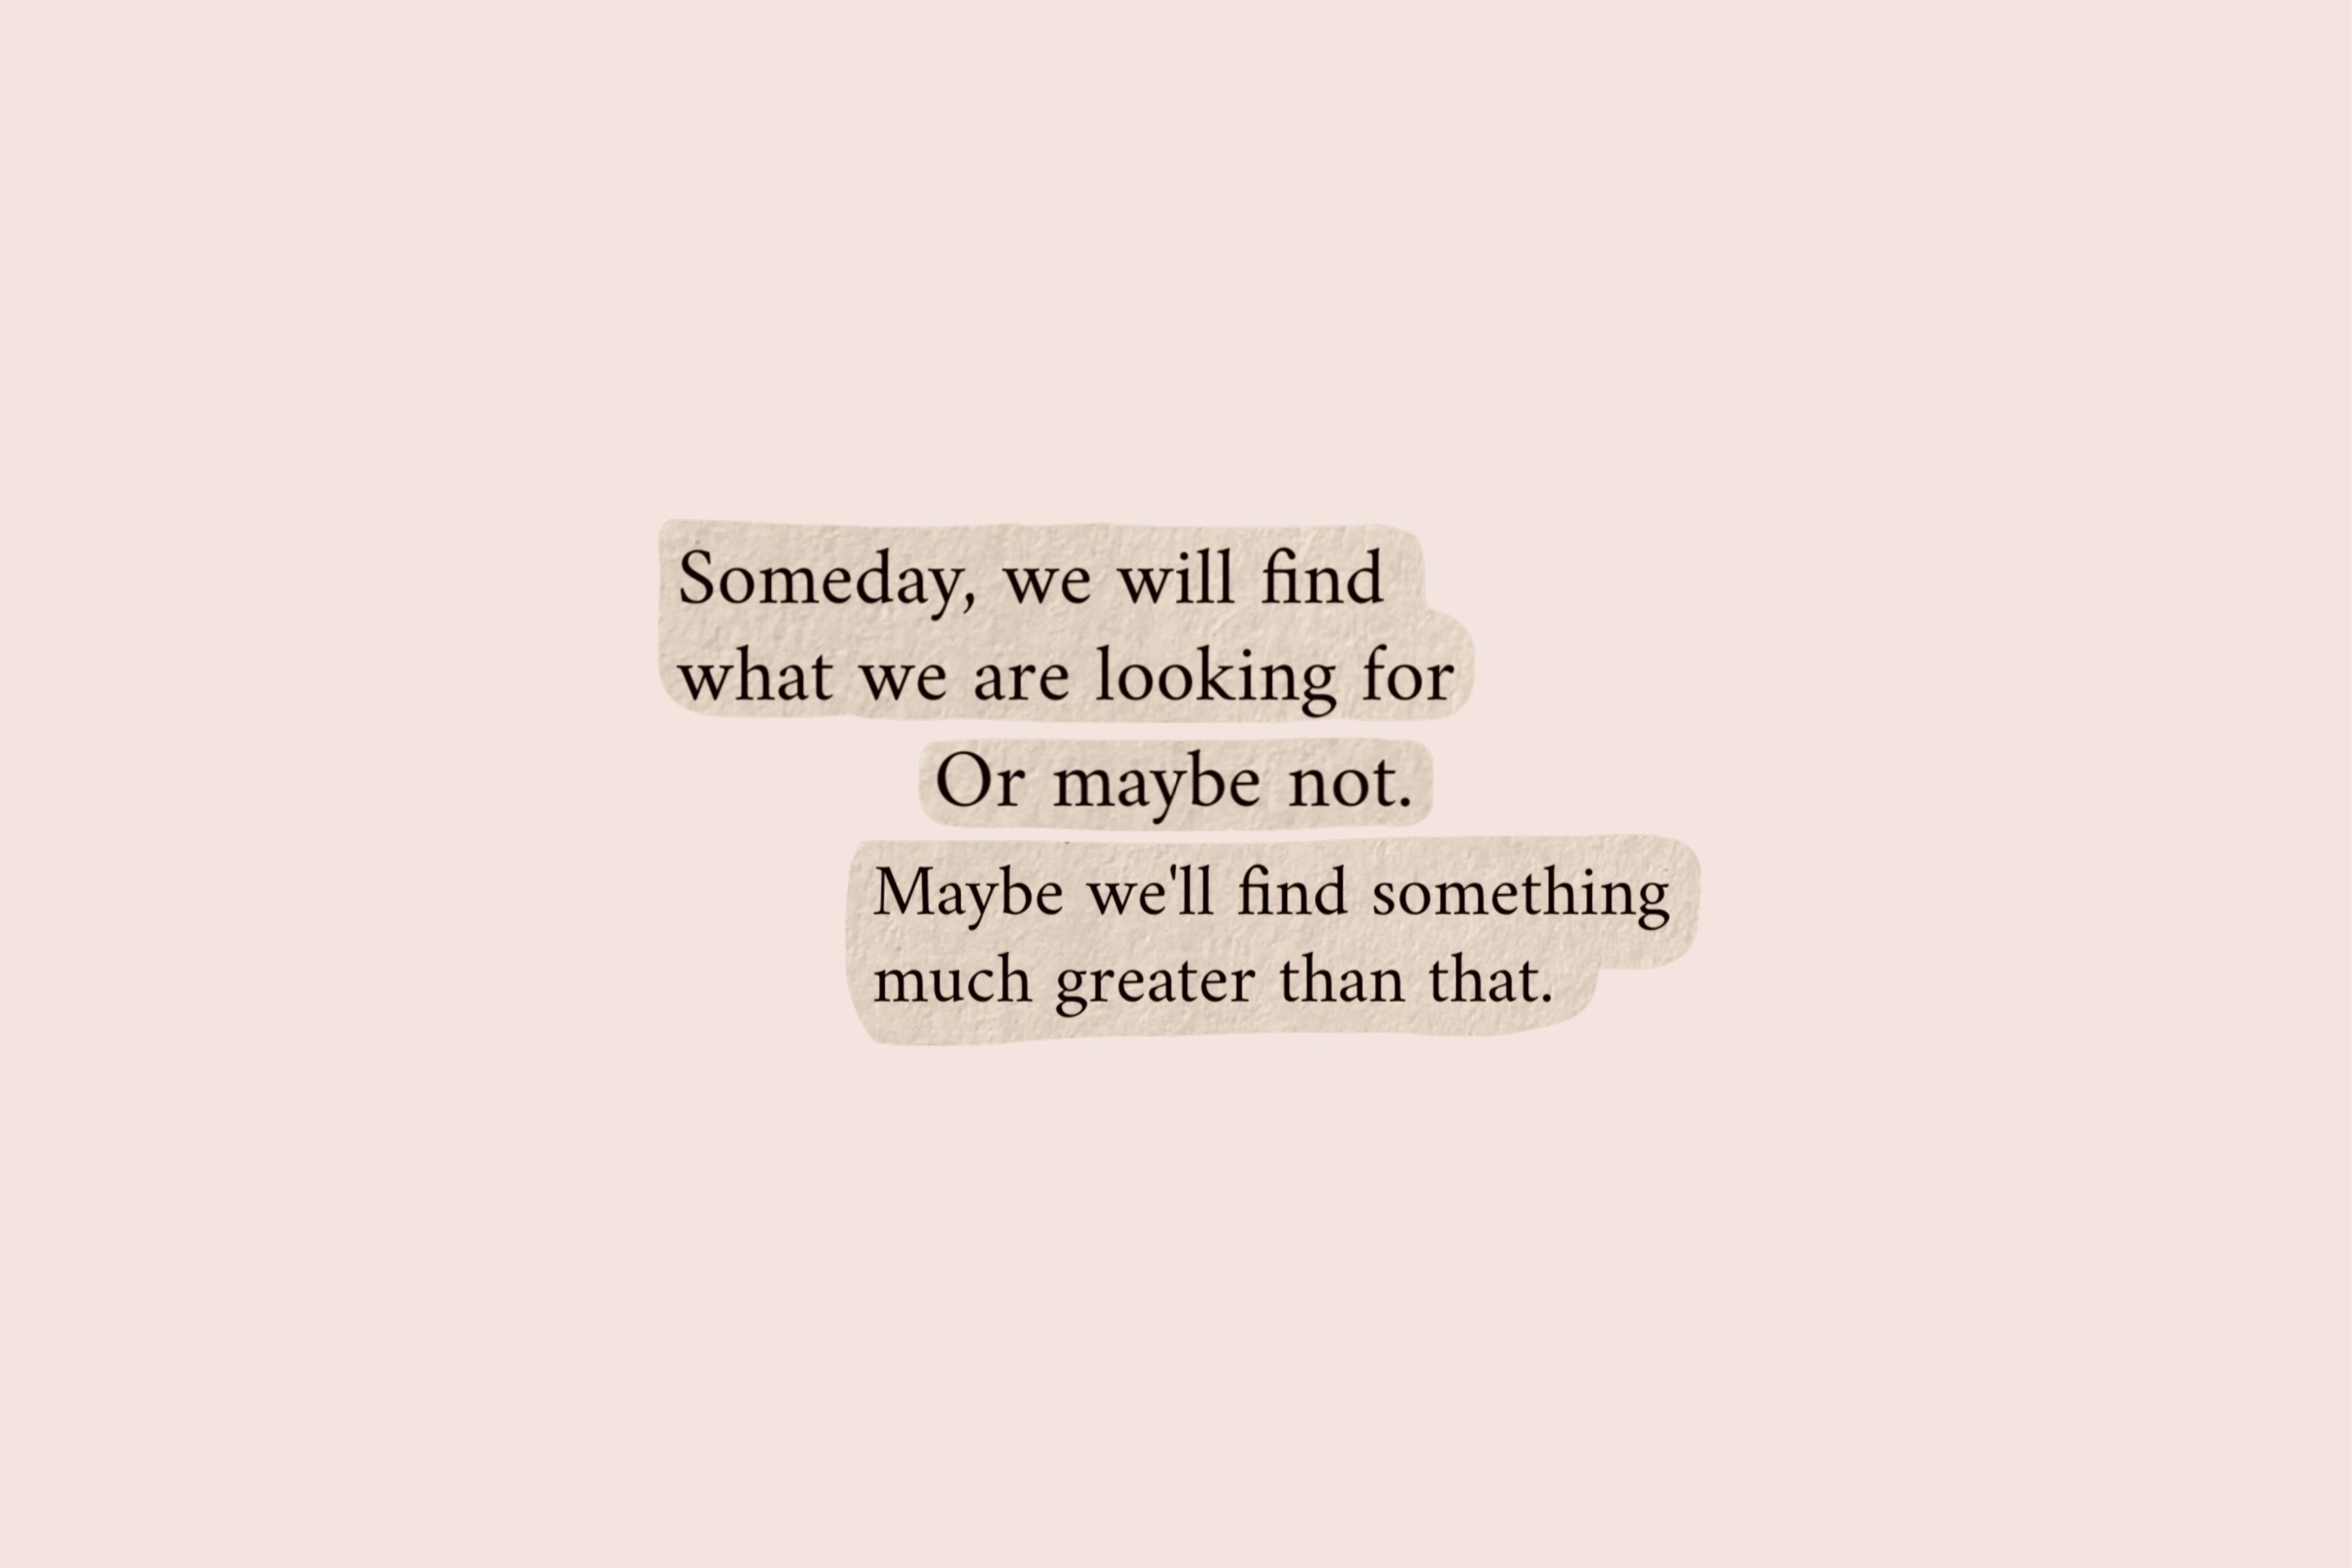 Someday, we will find
what we are looking for
Or maybe not.
Maybe we'll find something
much greater than that.